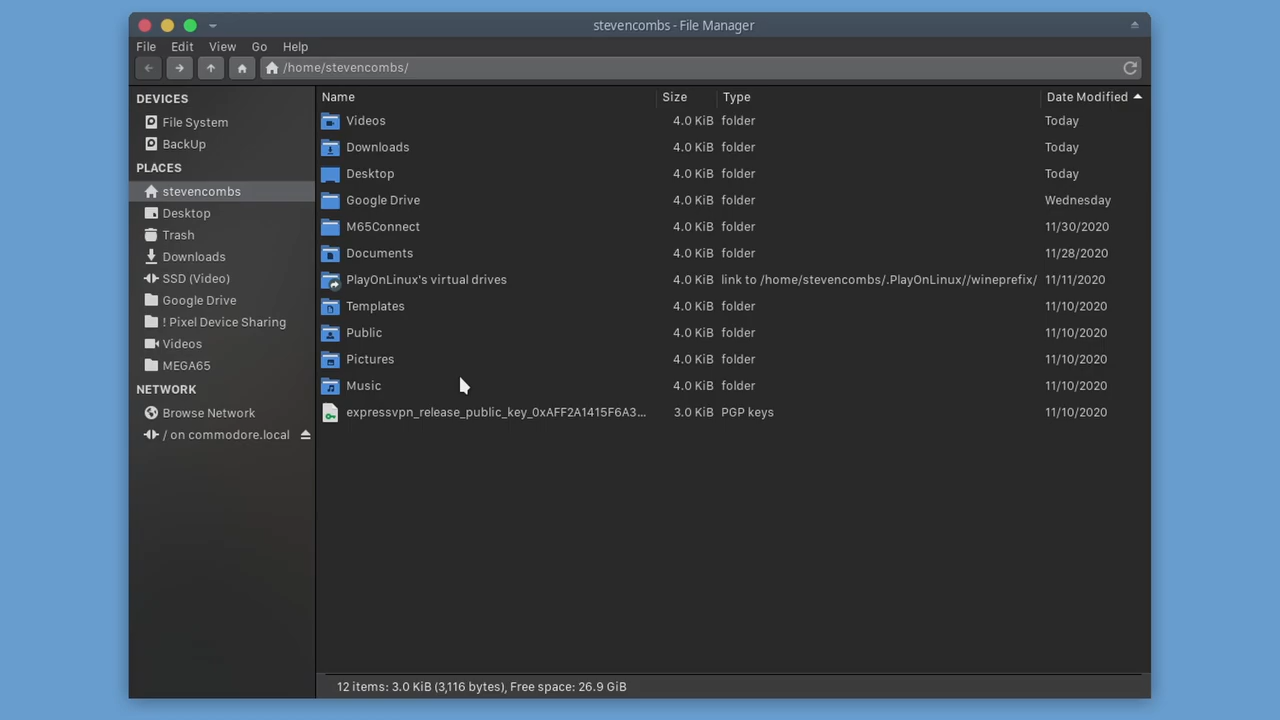 stevencombs - File Manager
File Edit View Go Help
/home/stevencombs/
DEVICES
File System
BackUp
PLACES
stevencombs
Desktop
Trash
Downloads
SSD (Video)
Google Drive
! Pixel Device Sharing
Videos
MEGA65
NETWORK
Browse Network
/ on commodore.local
Name Size Type Date Modified
Videos 4.0 KiB folder Today
Downloads 4.0 KiB folder Today
Desktop 4.0 KiB folder Today
Google Drive 4.0 KiB folder Wednesday
M65Connect 4.0 KiB folder 11/30/2020
Documents 4.0 KiB folder 11/28/2020
PlayOnLinux's virtual drives 4.0 KiB link to /home/stevencombs/.PlayOnLinux//wineprefix/ 11/11/2020
Templates 4.0 KiB folder 11/10/2020
Public 4.0 KiB folder 11/10/2020
Pictures 4.0 KiB folder 11/10/2020
Music 4.0 KiB folder 11/10/2020
expressvpn_release_public_key_0xAFF2A1415F6A3... 3.0 KiB PGP keys 11/10/2020
12 items: 3.0 KiB (3,116 bytes), Free space: 26.9 GiB